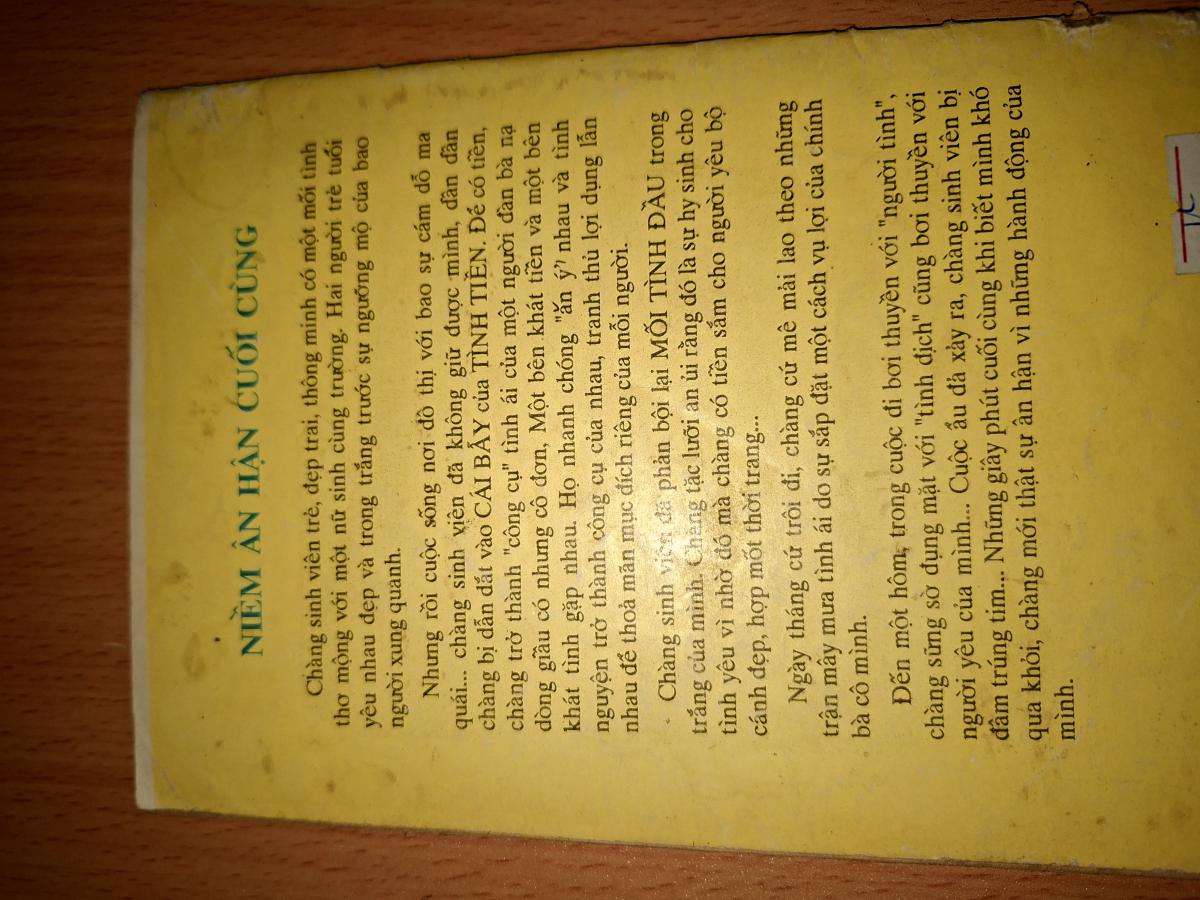 NIỀM ÂN HẬN CUỐI CÙNG
Chàng sinh viên trẻ, đẹp trai, thông minh có một mối tình
thơ mộng với một nữ sinh cùng trường. Hai người trẻ tuổi
yêu nhau đẹp và trong trắng trước sự ngưỡng mộ của bao
người xung quanh.
Nhưng rồi cuộc sống nơi đô thị với bao sự cám dỗ ma
quái... chàng sinh viên đã không giữ được mình, dần dần
chàng bị dẫn dắt vào CÁI BẪY của TÌNH TIỀN. Để có tiền,
chàng trở thành "công cụ" tình ái của một người đàn bà nạ
dòng giầu có nhưng cô đơn, Một bên khát tiền và một bên
khát tình gặp nhau. Họ nhanh chóng "ăn ý" nhau và tình
nguyện trở thành công cụ của nhau, tranh thủ lợi dụng lẫn
nhau để thoả mãn mục đích riêng của mỗi người.
Chàng sinh viên đã phản bội lại MỐI TÌNH ĐẦU trong
trắng của mình. Chàng tặc lưỡi an ủi rằng đó là sự hy sinh cho
tình yêu vì nhờ đó mà chàng có tiền sắm cho người yêu bộ
cánh đẹp, hợp mốt thời trang...
Ngày tháng cứ trôi đi, chàng cứ mê mải lao theo những
trận mây mưa tình ái do sự sắp đặt một cách vụ lợi của chính
bà cô mình.
Đến một hôm, trong cuộc đi bơi thuyền với "người tình",
chàng sững sờ đụng mặt với "tình địch" cũng bơi thuyền với
người yêu của mình... Cuộc ẩu đả xảy ra, chàng sinh viên bị
đâm trúng tim... Những giây phút cuối cùng khi biết mình khó
qua khỏi, chàng mới thật sự ân hận vì những hành động của
mình.